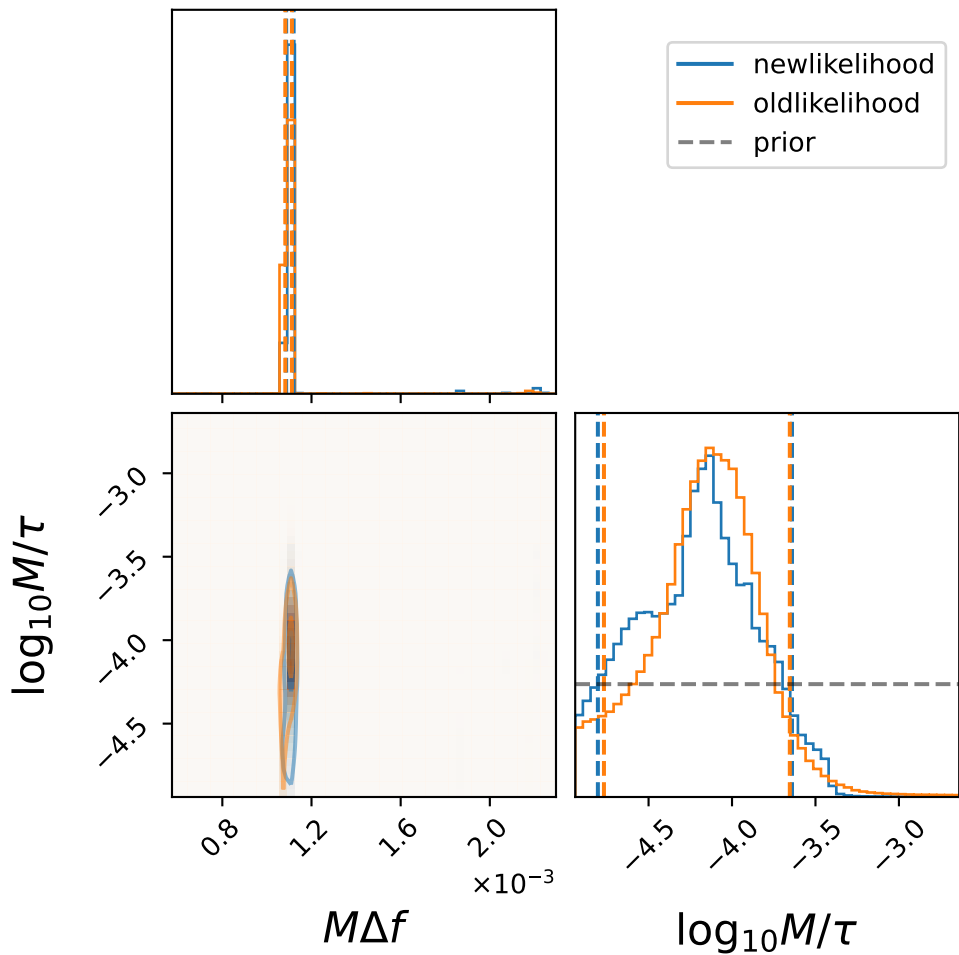 newlikelihood
oldlikelihood
prior
log₁₀M/τ
−3.0
−3.5
−4.0
−4.5
0.8
1.2
1.6
2.0
×10⁻³
MΔf
−4.5
−4.0
−3.5
−3.0
log₁₀M/τ